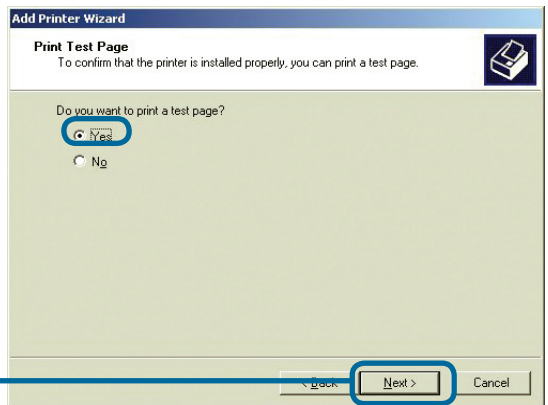 Add Printer Wizard
Print Test Page
To confirm that the printer is installed properly, you can print a test page.
Do you want to print a test page?
Yes
No
< Back Next > Cancel